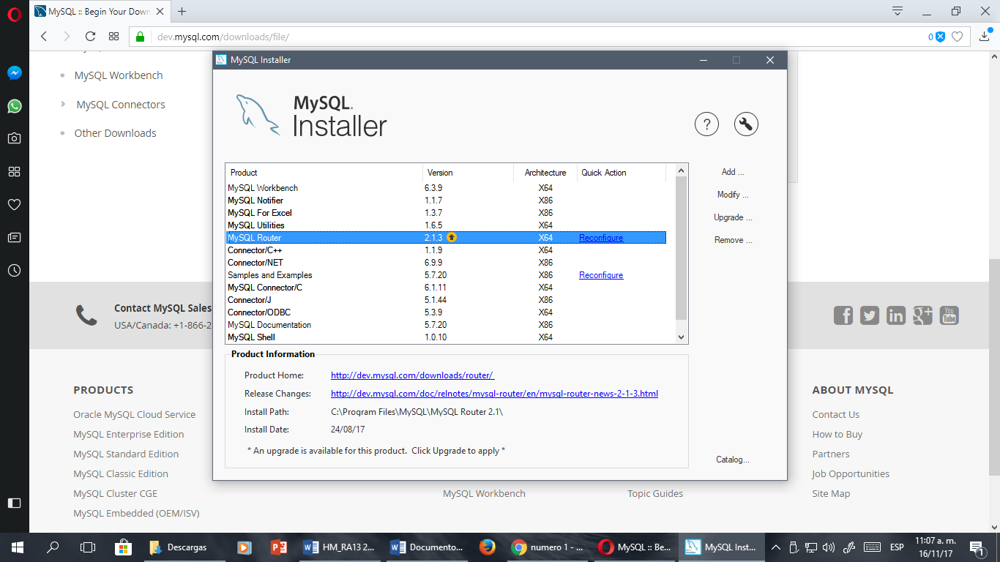 MySQL :: Begin Your Down
dev.mysql.com/downloads/file/
0
MySQL Workbench
MySQL Connectors
Other Downloads
MySQL Installer
MySQL.
Installer
?
Product Version Architecture Quick Action
MySQL Workbench 6.3.9 X64
MySQL Notifier 1.1.7 X86
MySQL For Excel 1.3.7 X86
MySQL Utilities 1.6.5 X64
MySQL Router 2.1.3 X64 Reconfigure
Connector/C++ 1.1.9 X64
Connector/NET 6.9.9 X86
Samples and Examples 5.7.20 X86 Reconfigure
MySQL Connector/C 6.1.11 X64
Connector/J 5.1.44 X86
Connector/ODBC 5.3.9 X64
MySQL Documentation 5.7.20 X86
MySQL Shell 1.0.10 X64
Add ...
Modify ...
Upgrade ...
Remove ...
Product Information
Product Home: http://dev.mysql.com/downloads/router/
Release Changes: http://dev.mysql.com/doc/relnotes/mysql-router/en/mysql-router-news-2-1-3.html
Install Path: C:\Program Files\MySQL\MySQL Router 2.1\
Install Date: 24/08/17
* An upgrade is available for this product. Click Upgrade to apply *
Catalog...
Contact MySQL Sales
USA/Canada: +1-866-2
You Tube
PRODUCTS
Oracle MySQL Cloud Service
MySQL Enterprise Edition
MySQL Standard Edition
MySQL Classic Edition
MySQL Cluster CGE
MySQL Embedded (OEM/ISV)
MySQL Workbench
Topic Guides
ABOUT MYSQL
Contact Us
How to Buy
Partners
Job Opportunities
Site Map
Descargas
HM_RA13 2...
Documento...
numero 1 - ...
MySQL :: Be...
MySQL Inst...
ESP
11:07 a. m.
16/11/17
1